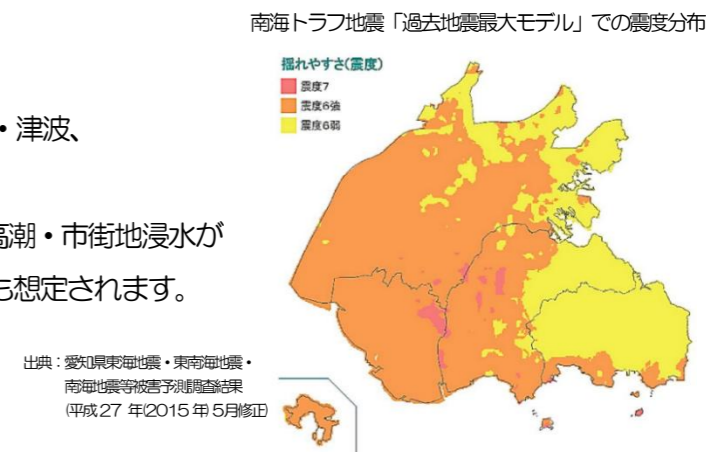 南海トラフ地震「過去地震最大モデル」での震度分布
揺れやすさ(震度)
震度7
震度6強
震度6弱
・津波、
高潮・市街地浸水が
も想定されます。
出典：愛知県東海地震・東南海地震・
南海地震等被害予測調査結果
(平成27 年(2015 年) 5月修正)